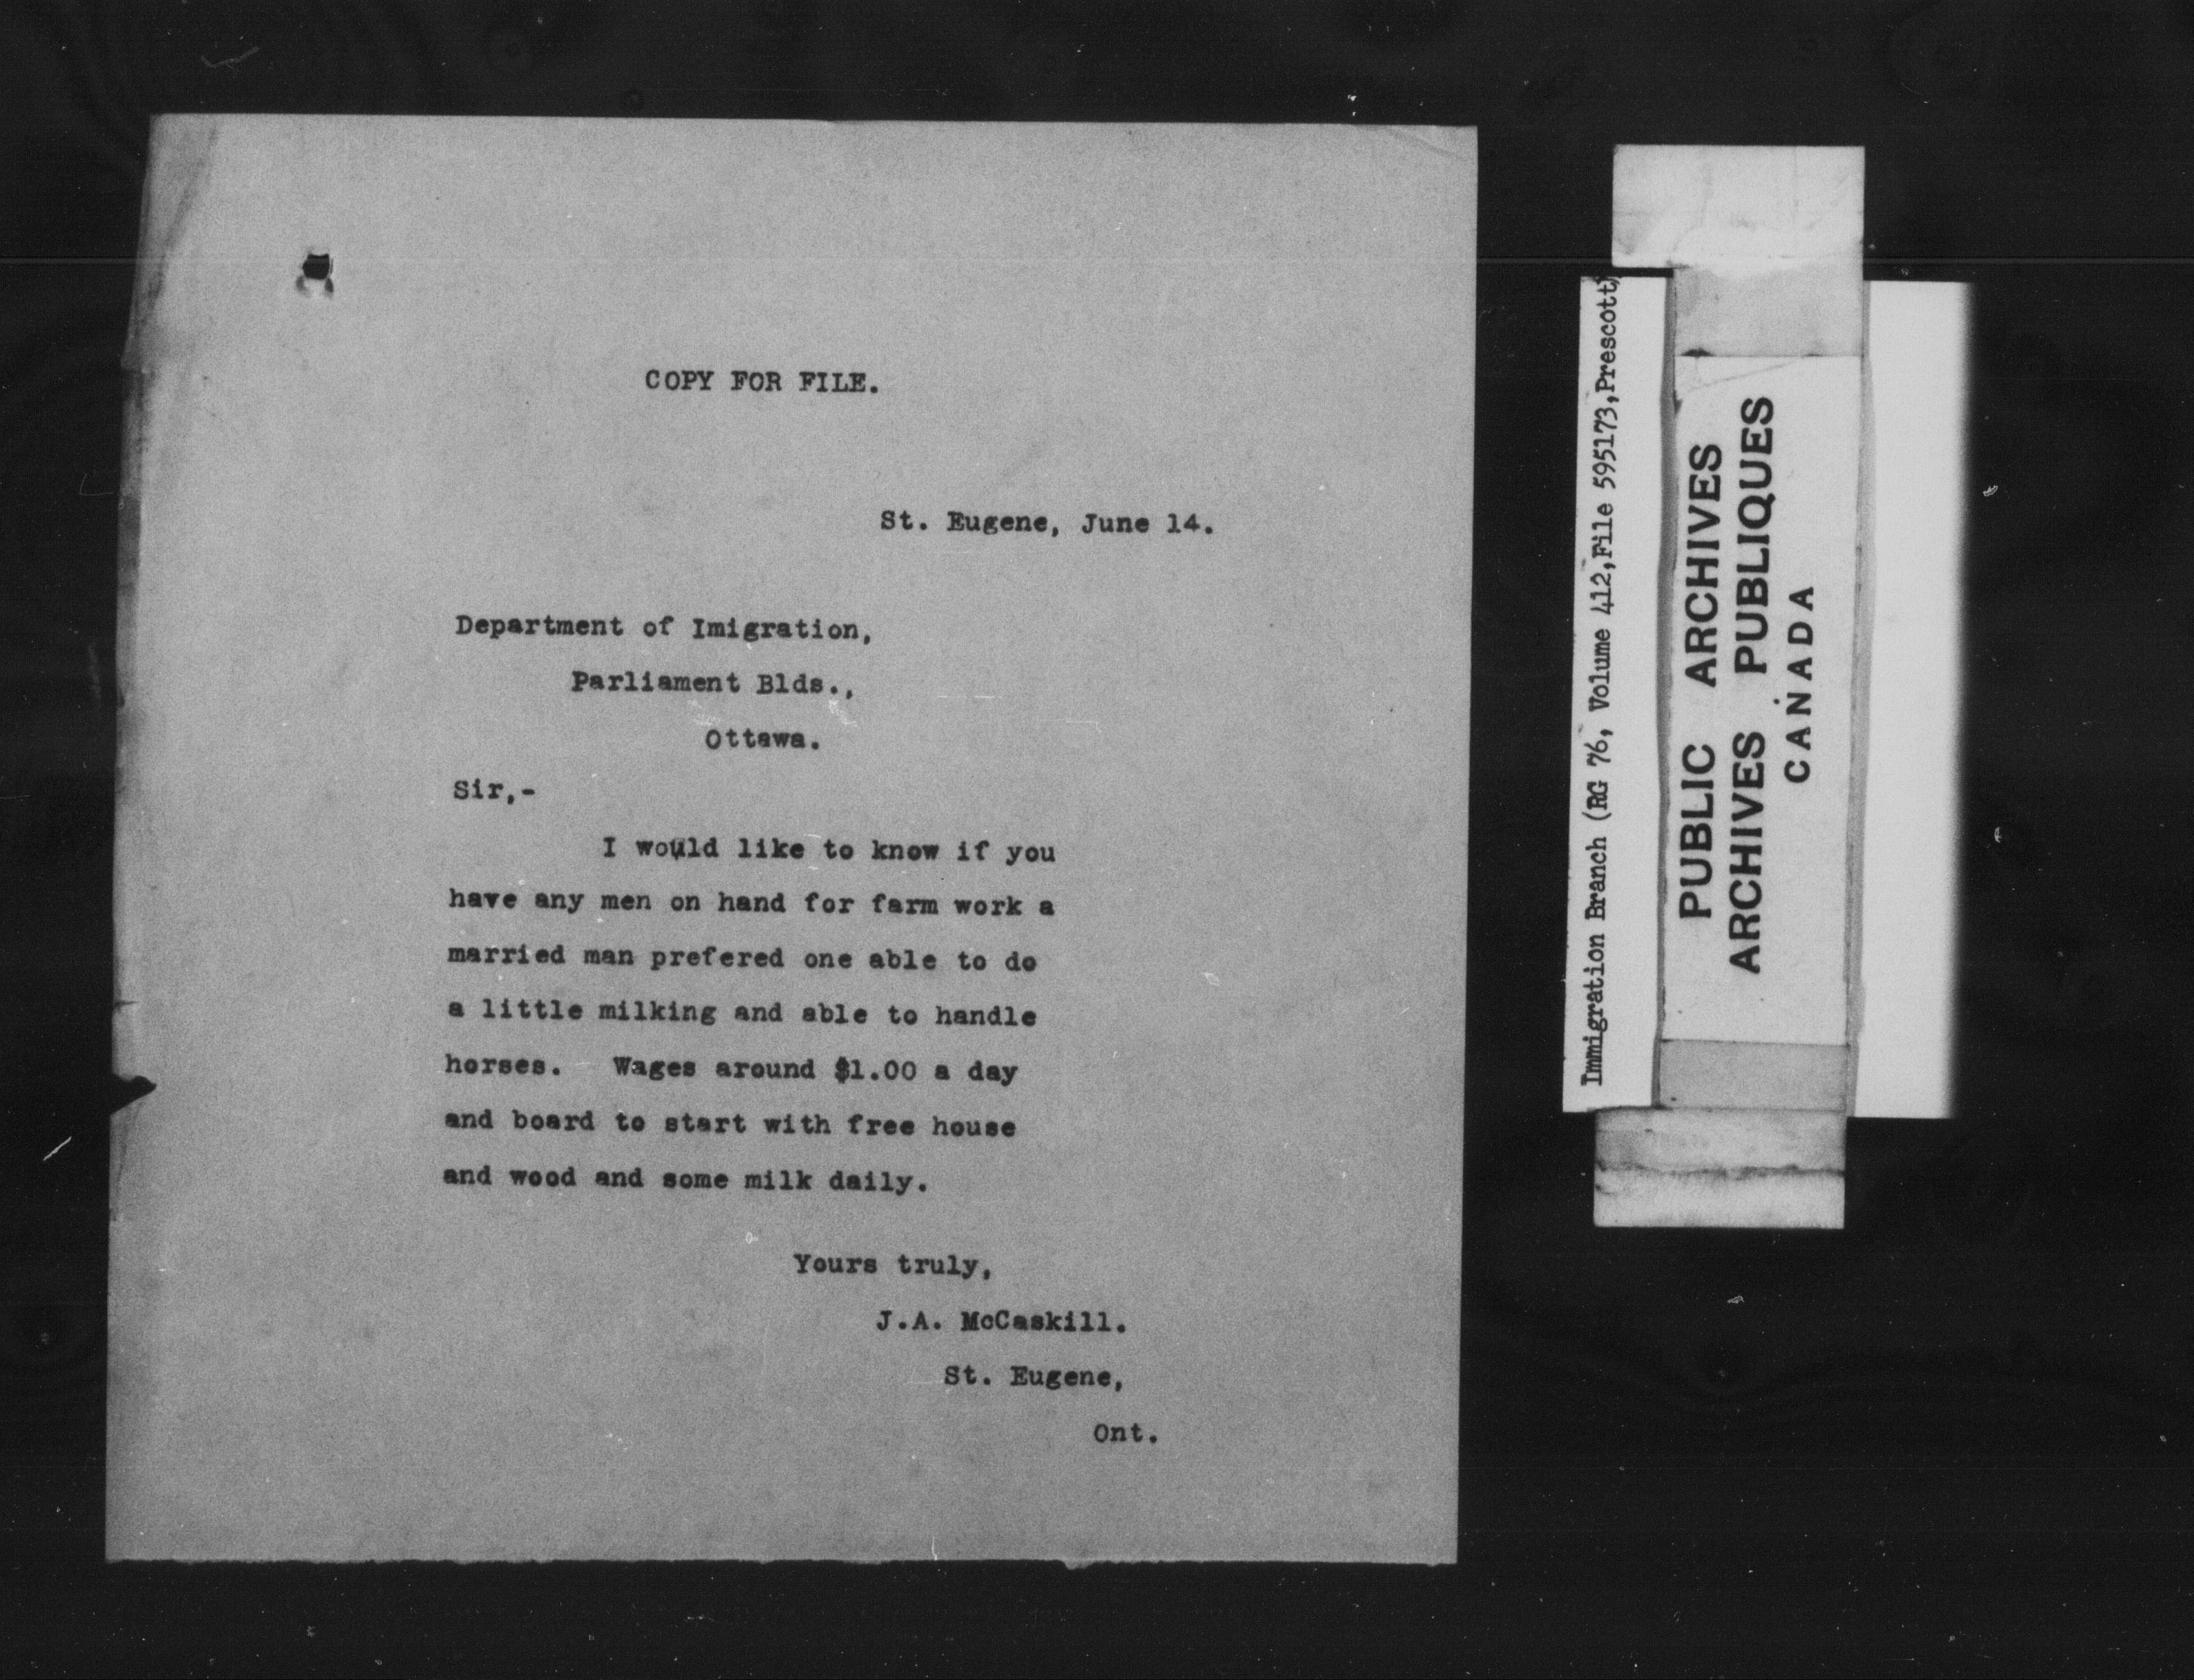 COPY FOR FILE.
St. Eugene, June 14.
Department of Imigration,
Parliament Blds.,
Ottawa.
Sir,-
I would like to know if you
have any men on hand for farm work a
married man prefered one able to do
a little milking and able to handle
horses. Wages around $1.00 a day
and board to start with free house
and wood and some milk daily.
Yours truly,
J.A. McCaskill.
St. Eugene,
Ont.
Immigration Branch (RG 76, Volume 412,File 595173,Prescott)
PUBLIC ARCHIVES
ARCHIVES PUBLIQUES
CANADA